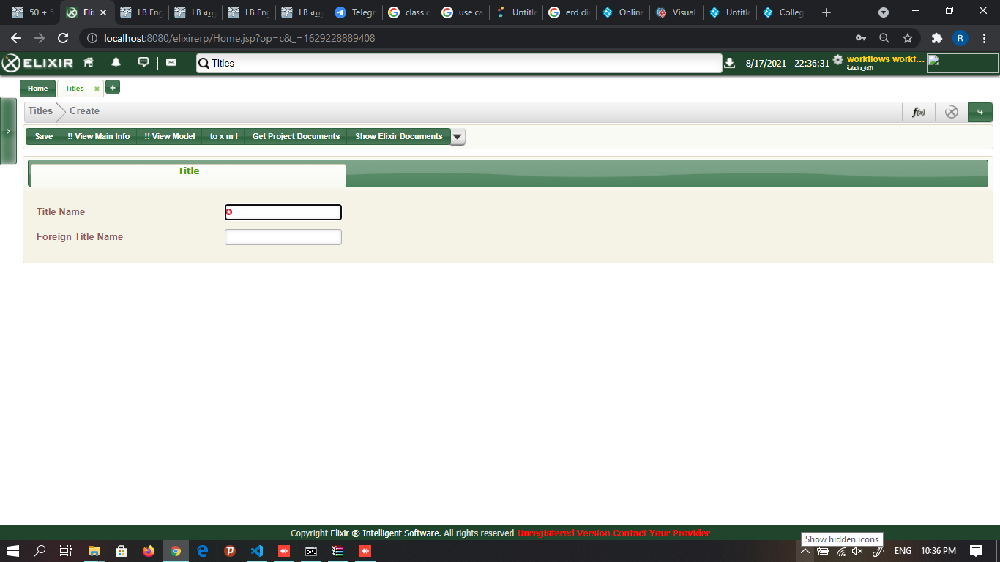 50 + 5
Eli
LB Eng
LB ربية
LB Eng
LB ربية
Telegr
class c
use ca
Untitle
erd dia
Online
Visual
Untitle
Colleg
localhost:8080/elixirerp/Home.jsp?op=c&_=1629228889408
R
ELIXIR
Titles
8/17/2021 22:36:31
workflows workf...
الإدارة العامة
Home
Titles
Titles
Create
f(x)
Save
!! View Main Info
!! View Model
to x m l
Get Project Documents
Show Elixir Documents
Title
Title Name
Foreign Title Name
Copyright Elixir ® Intelligent Software. All rights reserved Unregistered Version Contact Your Provider
Show hidden icons
ENG
10:36 PM